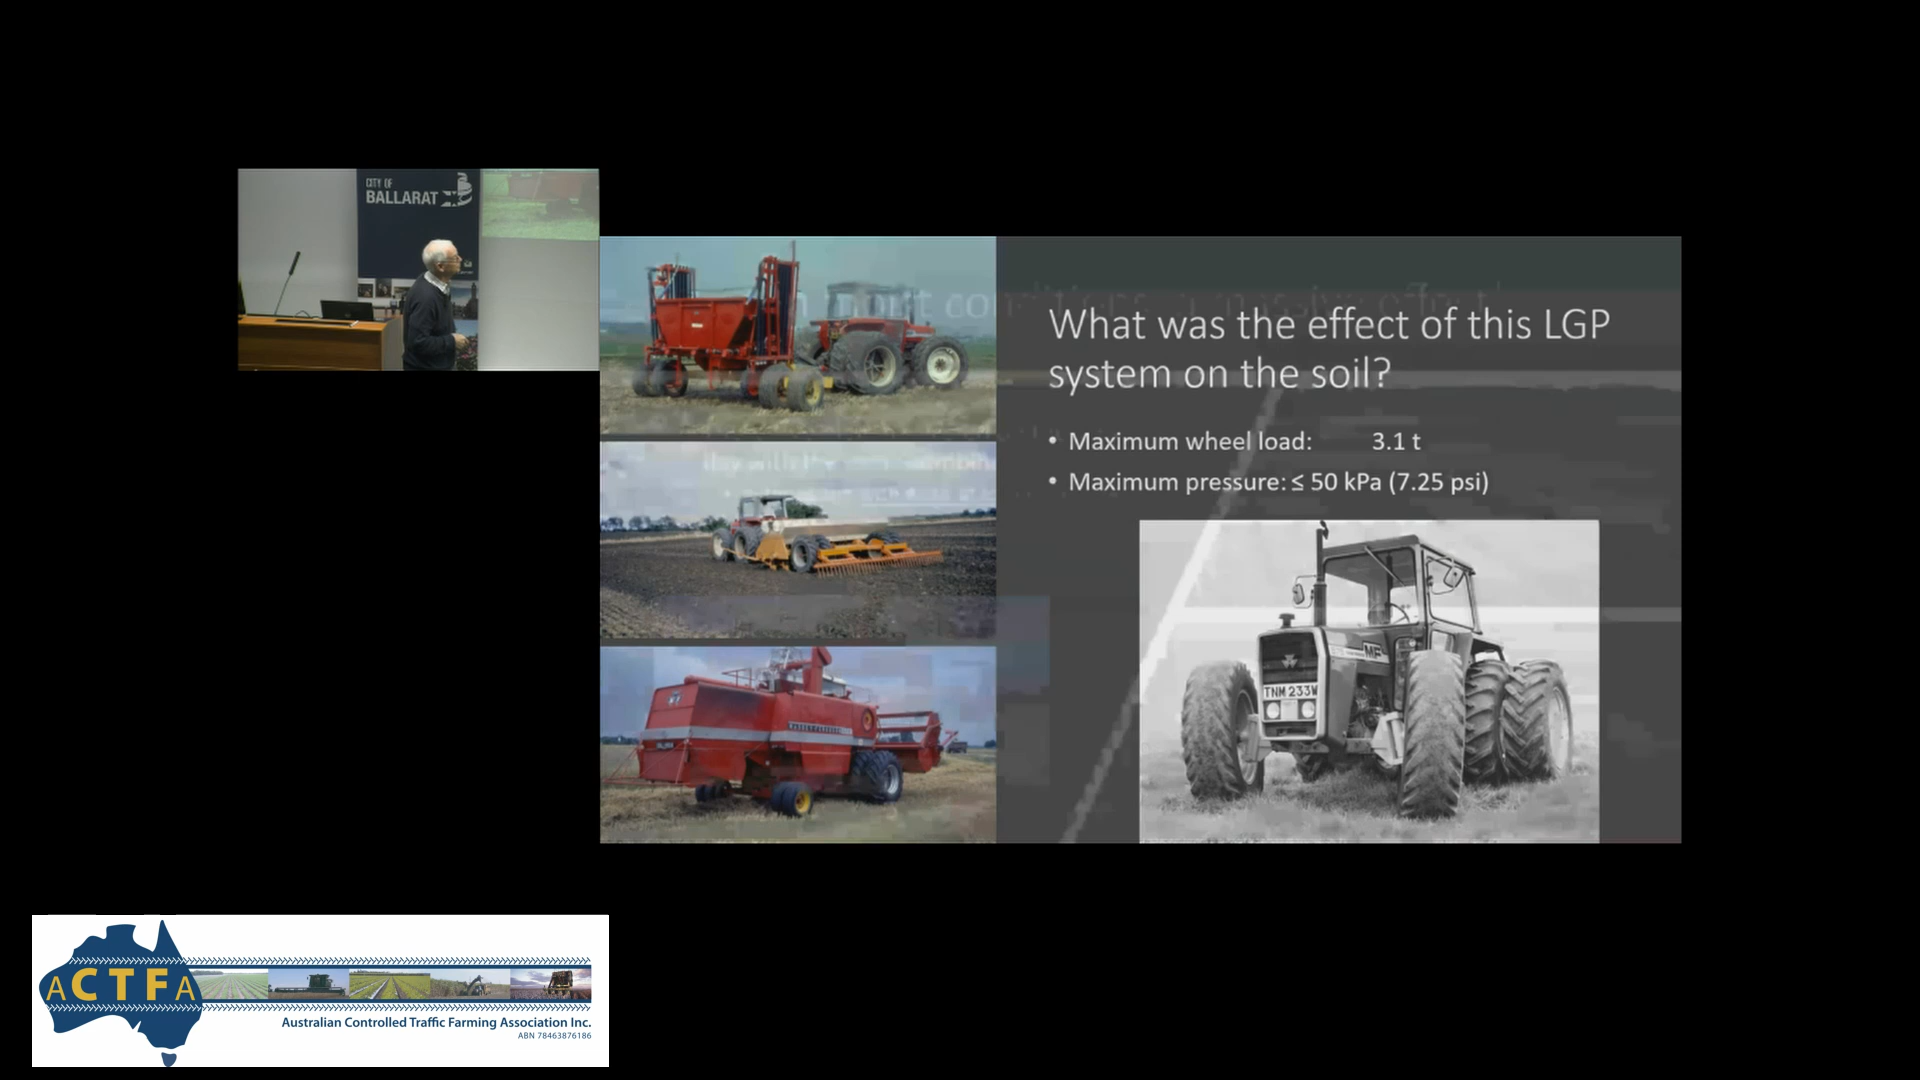 CITY OF
BALLARAT
What was the effect of this LGP
system on the soil?
• Maximum wheel load: 3.1 t
• Maximum pressure: ≤ 50 kPa (7.25 psi)
MF
TNM 233W
ACTFA
Australian Controlled Traffic Farming Association Inc.
ABN 78463876186